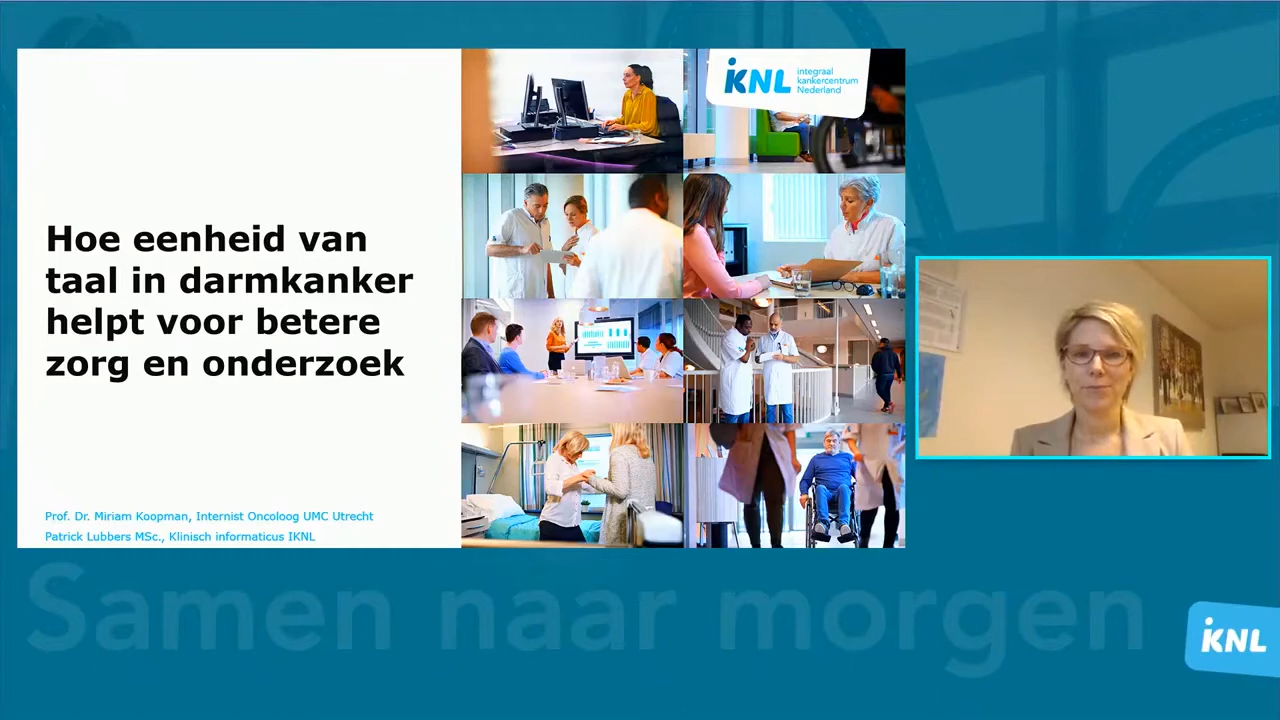 Hoe eenheid van
taal in darmkanker
helpt voor betere
zorg en onderzoek
Prof. Dr. Miriam Koopman, Internist Oncoloog UMC Utrecht
Patrick Lubbers MSc., Klinisch informaticus IKNL
iKNL
integraal
kankercentrum
Nederland
Samen naar morgen
iKNL